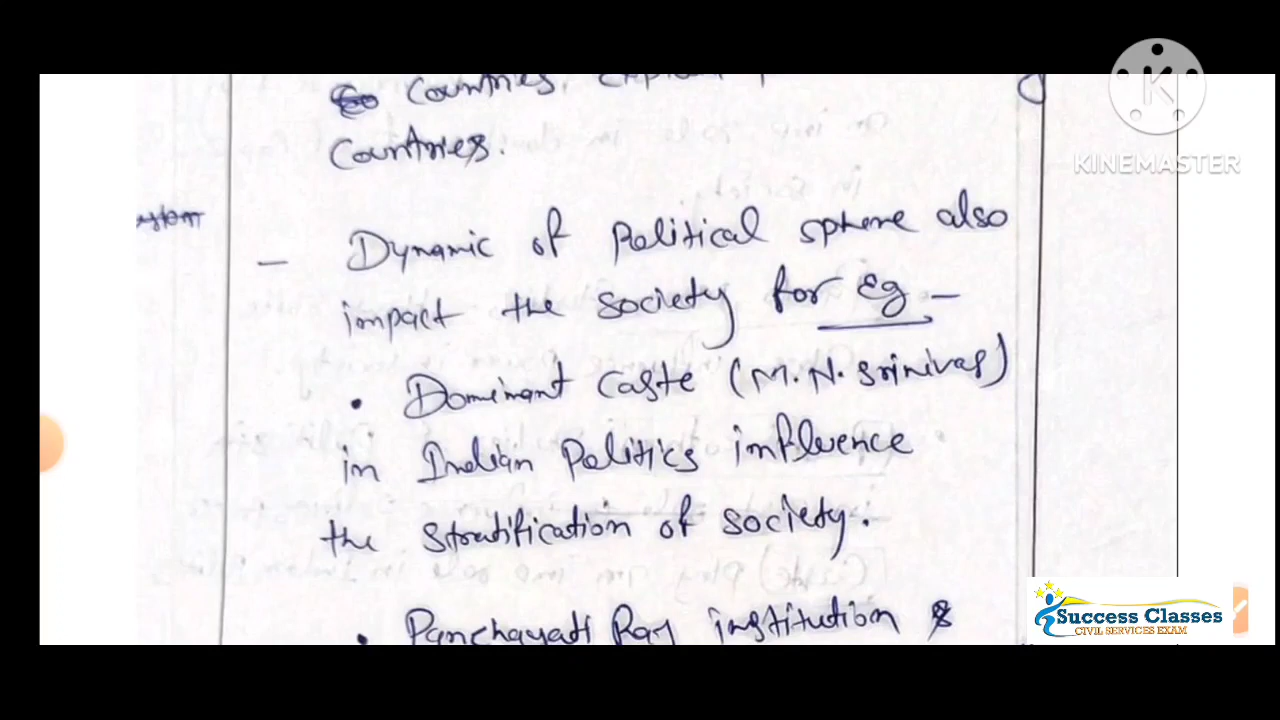 countries.
countries.
- Dynamic of Political sphere also
impact the society for Eg -
• Dominant caste (M.N. Srinivas)
in Indian Politics influence
the stratification of society.
• Panchayati Raj institution &
KINEMASTER
Success Classes
CIVIL SERVICES EXAM